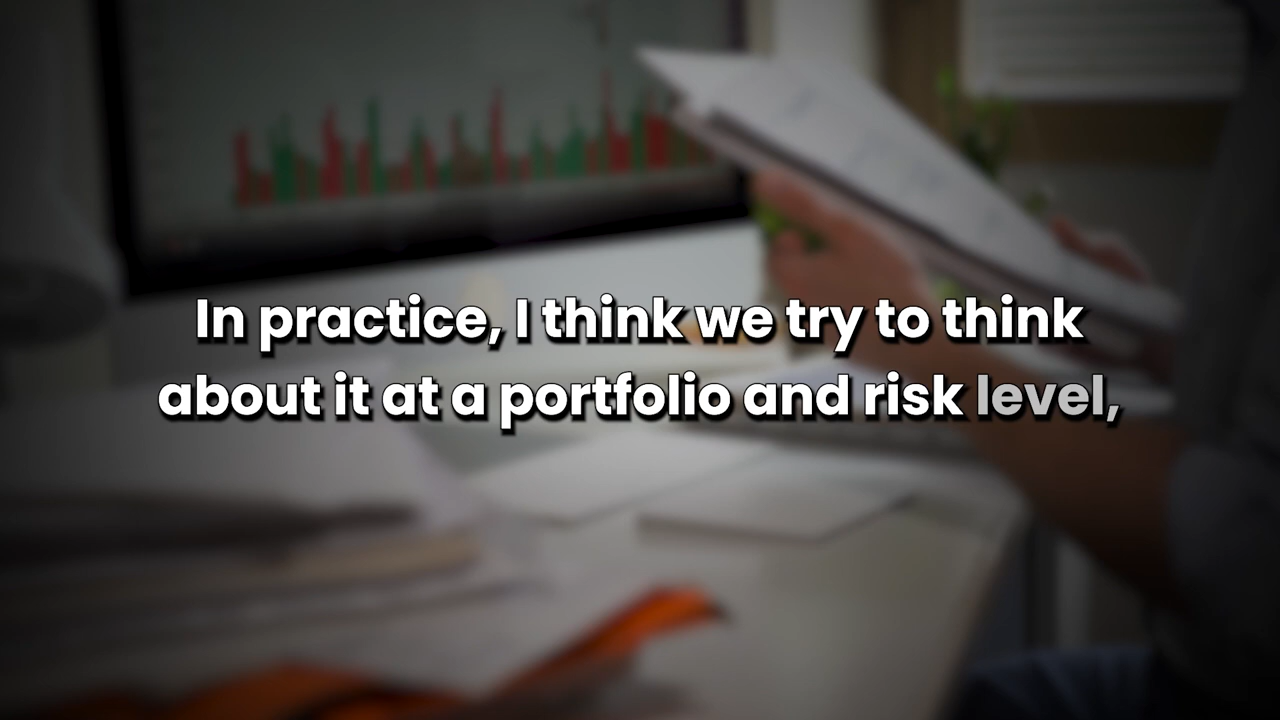 In practice, I think we try to think
about it at a portfolio and risk level,